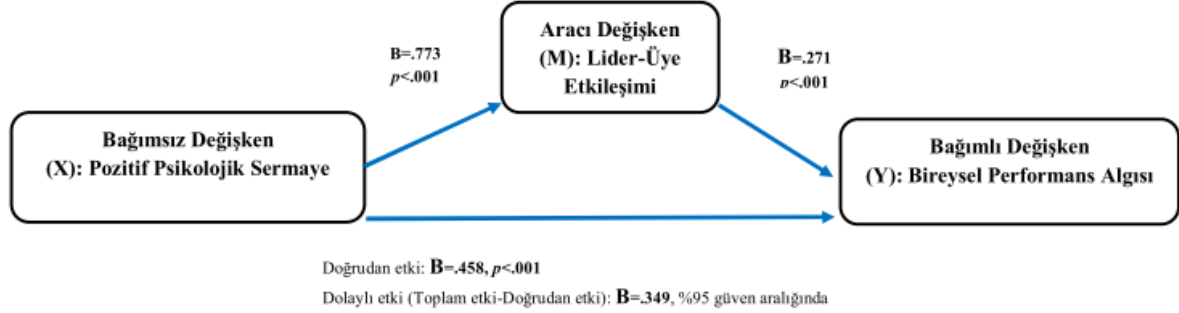 Aracı Değişken
(M): Lider-Üye
Etkileşimi
B=.773
p<.001
B=.271
p<.001
Bağımsız Değişken
(X): Pozitif Psikolojik Sermaye
Bağımlı Değişken
(Y): Bireysel Performans Algısı
Doğrudan etki: B=.458, p<.001
Dolaylı etki (Toplam etki-Doğrudan etki): B=.349, %95 güven aralığında